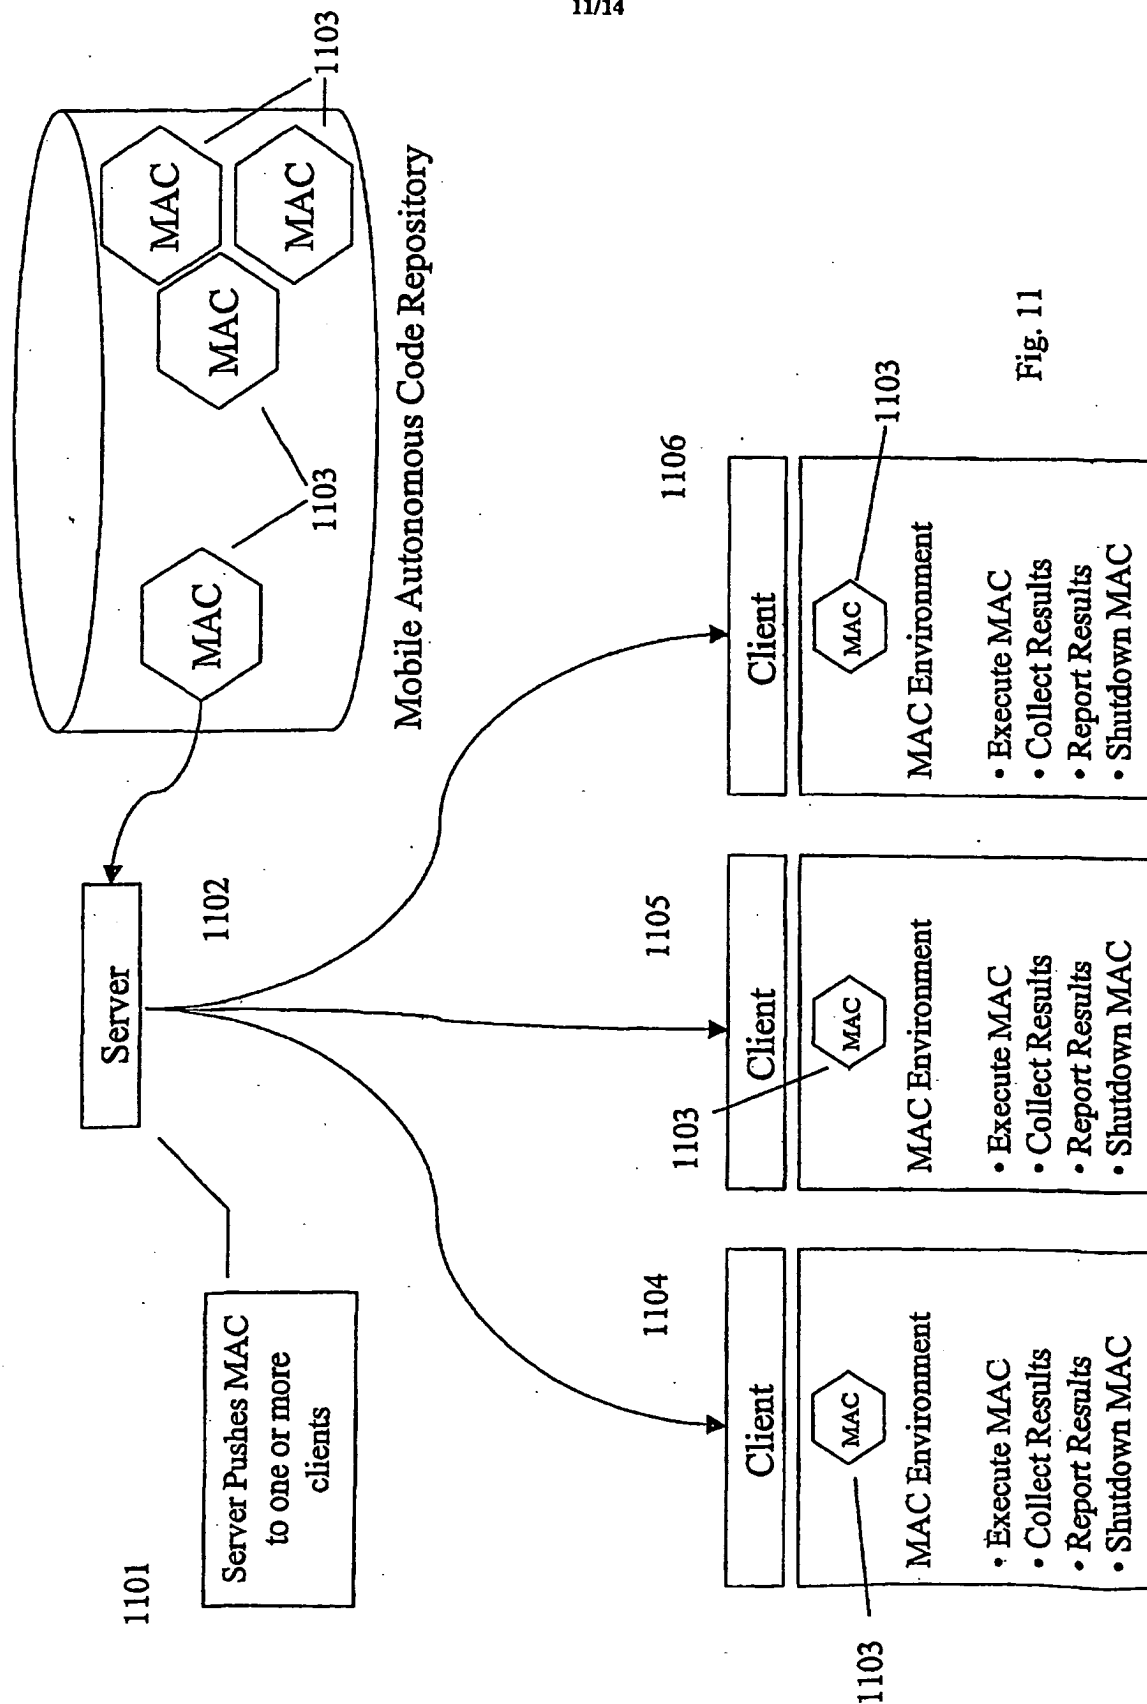 11/14
1101
Server Pushes MAC
to one or more
clients
Server
1102
MAC
MAC
MAC
MAC
1103
1103
Mobile Autonomous Code Repository
1104
Client
MAC
1103
MAC Environment
• Execute MAC
• Collect Results
• Report Results
• Shutdown MAC
1105
Client
MAC
1103
MAC Environment
• Execute MAC
• Collect Results
• Report Results
• Shutdown MAC
1106
Client
MAC
1103
MAC Environment
• Execute MAC
• Collect Results
• Report Results
• Shutdown MAC
Fig. 11